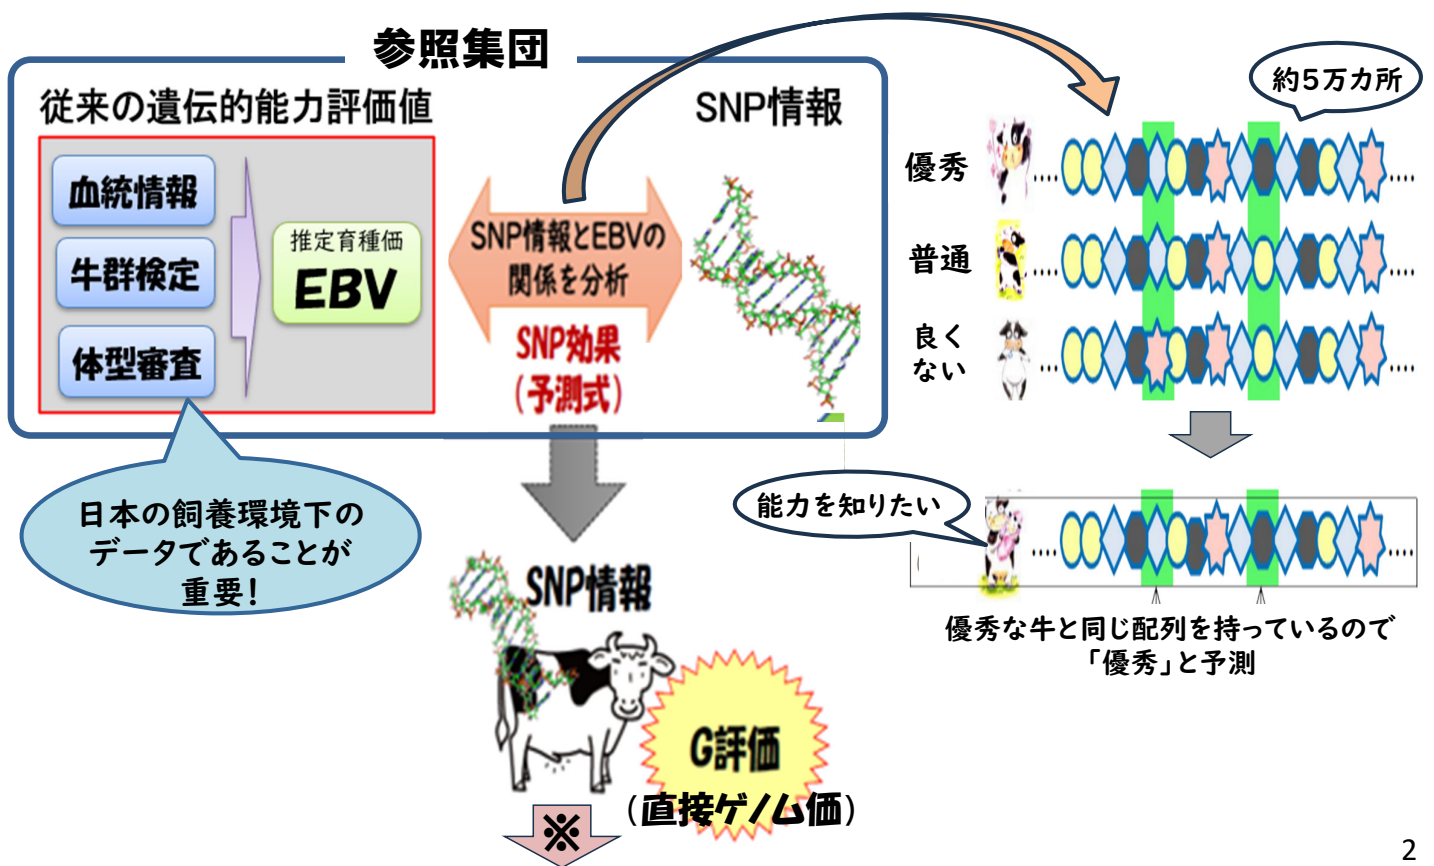 参照集団
従来の遺伝的能力評価値
血統情報
牛群検定
体型審査
推定育種価
EBV
SNP情報とEBVの
関係を分析
SNP効果
(予測式)
SNP情報
日本の飼養環境下の
データであることが
重要!
SNP情報
G評価
(直接ゲノム価)
※
約5万カ所
優秀
....
....
普通
....
....
良く
ない
....
....
能力を知りたい
....
....
優秀な牛と同じ配列を持っているので
「優秀」と予測
2